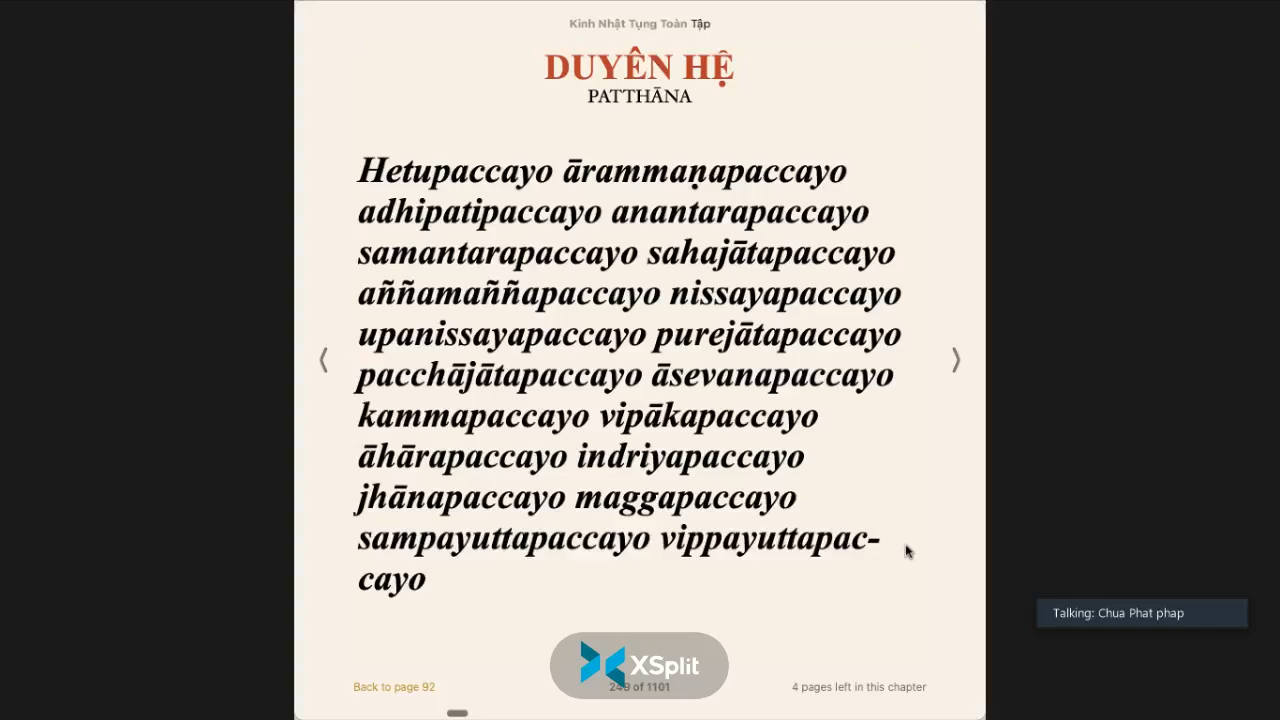 Kinh Nhật Tụng Toàn Tập
DUYÊN HỆ
PATTHĀNA
Hetupaccayo ārammaṇapaccayo
adhipatipaccayo anantarapaccayo
samantarapaccayo sahajātapaccayo
aññamaññapaccayo nissayapaccayo
upanissayapaccayo purejātapaccayo
pacchājātapaccayo āsevanapaccayo
kammapaccayo vipākapaccayo
āhārapaccayo indriyapaccayo
jhānapaccayo maggapaccayo
sampayuttapaccayo vippayuttapac-
cayo
Talking: Chua Phat phap
XSplit
Back to page 92
249 of 1101
4 pages left in this chapter